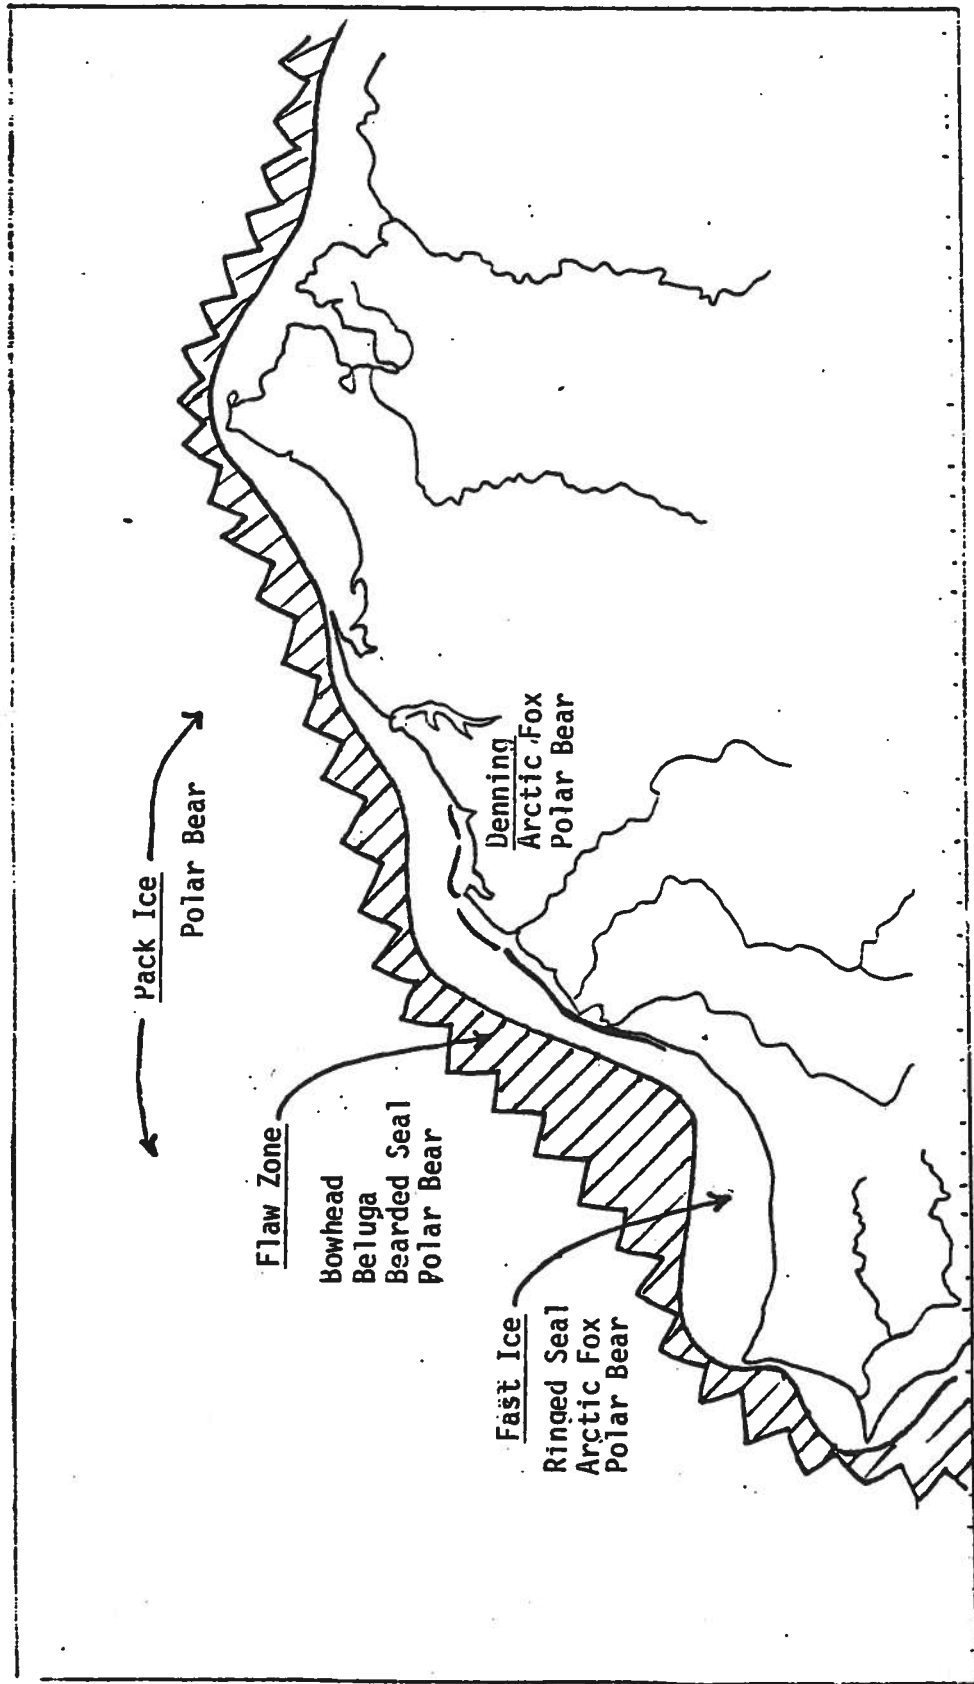 Pack Ice
Polar Bear
Flaw Zone
Bowhead
Beluga
Bearded Seal
Polar Bear
Fast Ice
Ringed Seal
Arctic Fox
Polar Bear
Denning
Arctic Fox
Polar Bear